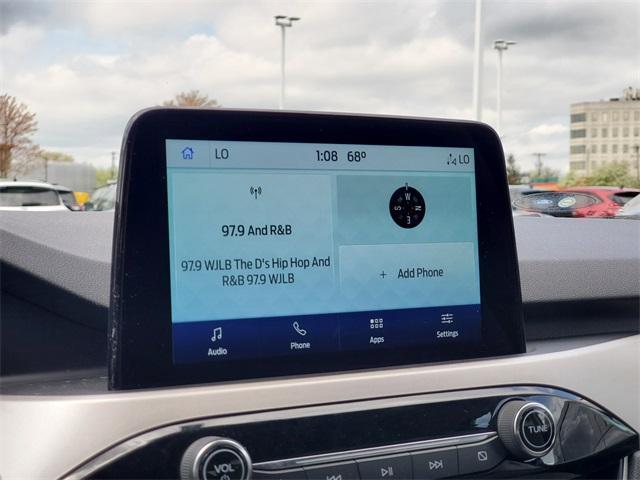 LO 1:08 68° LO
97.9 And R&B
97.9 WJLB The D's Hip Hop And
R&B 97.9 WJLB
W
S N
E
+ Add Phone
Audio Phone Apps Settings
VOL
TUNE